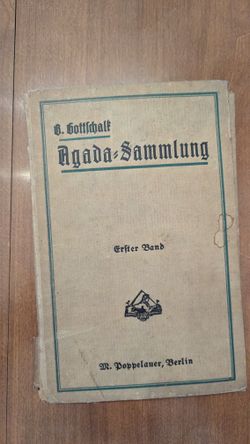 B. Gottschalk
Agada-Sammlung
Erster Band
M. Poppelauer, Berlin